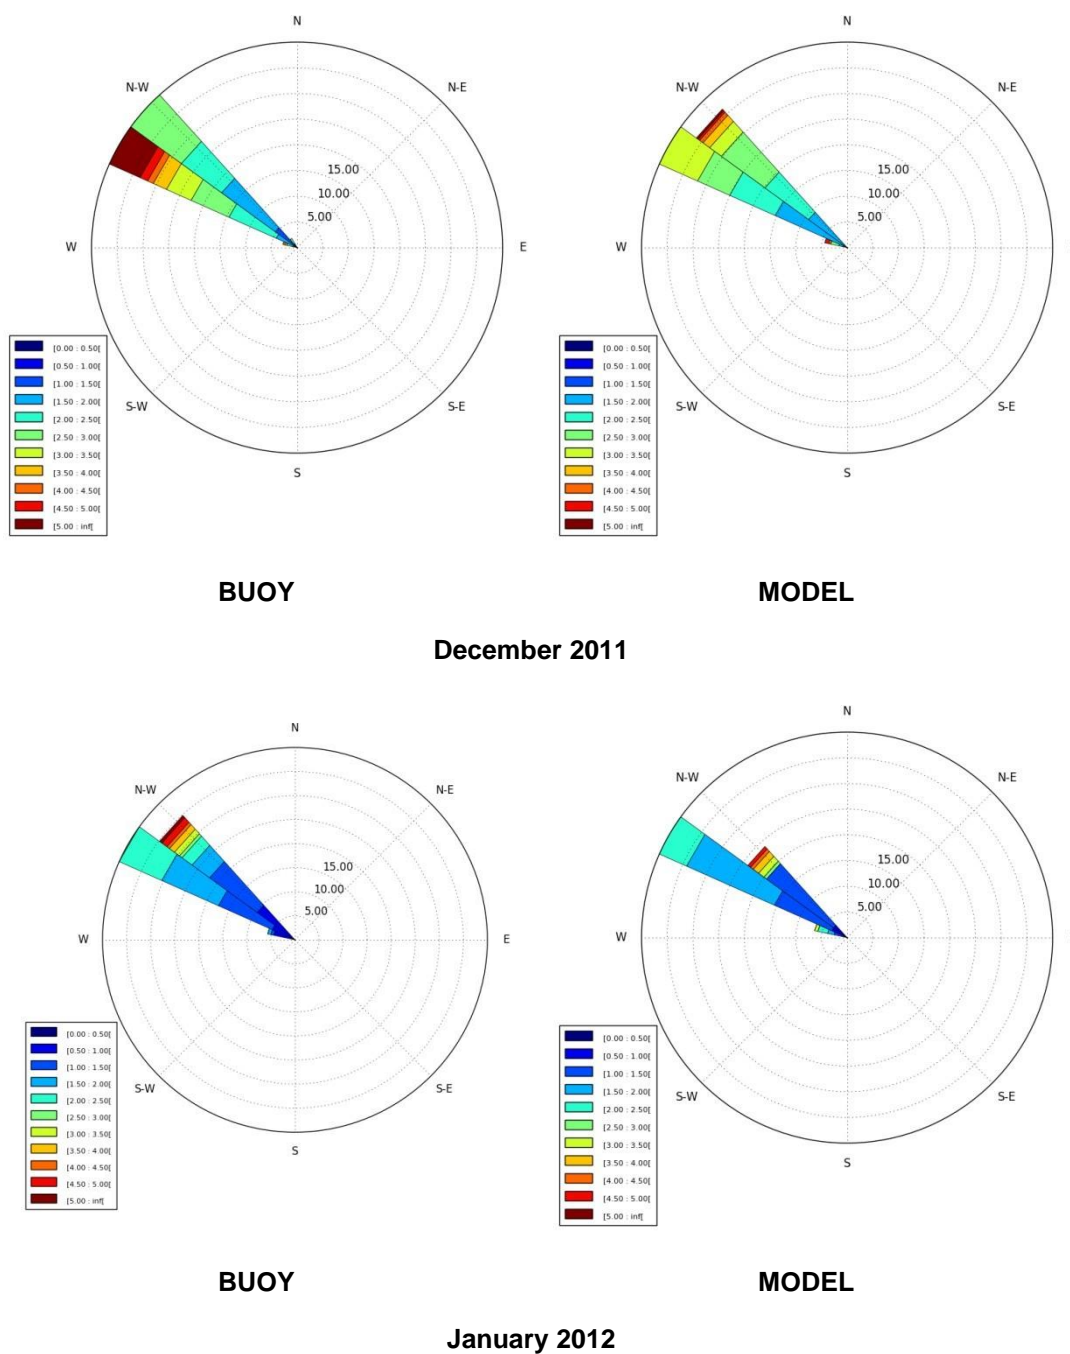 N
N-W
N-E
15.00
10.00
5.00
W
E
[0.00 : 0.50[
[0.50 : 1.00[
[1.00 : 1.50[
[1.50 : 2.00[
[2.00 : 2.50[
[2.50 : 3.00[
[3.00 : 3.50[
[3.50 : 4.00[
[4.00 : 4.50[
[4.50 : 5.00[
[5.00 : inf[
S-W
S-E
S
N
N-W
N-E
15.00
10.00
5.00
W
[0.00 : 0.50[
[0.50 : 1.00[
[1.00 : 1.50[
[1.50 : 2.00[
[2.00 : 2.50[
[2.50 : 3.00[
[3.00 : 3.50[
[3.50 : 4.00[
[4.00 : 4.50[
[4.50 : 5.00[
[5.00 : inf[
S-W
S-E
S
BUOY
MODEL
December 2011
N
N-W
N-E
15.00
10.00
5.00
W
E
[0.00 : 0.50[
[0.50 : 1.00[
[1.00 : 1.50[
[1.50 : 2.00[
[2.00 : 2.50[
[2.50 : 3.00[
[3.00 : 3.50[
[3.50 : 4.00[
[4.00 : 4.50[
[4.50 : 5.00[
[5.00 : inf[
S-W
S-E
S
N
N-W
N-E
15.00
10.00
5.00
W
[0.00 : 0.50[
[0.50 : 1.00[
[1.00 : 1.50[
[1.50 : 2.00[
[2.00 : 2.50[
[2.50 : 3.00[
[3.00 : 3.50[
[3.50 : 4.00[
[4.00 : 4.50[
[4.50 : 5.00[
[5.00 : inf[
S-W
S-E
S
BUOY
MODEL
January 2012